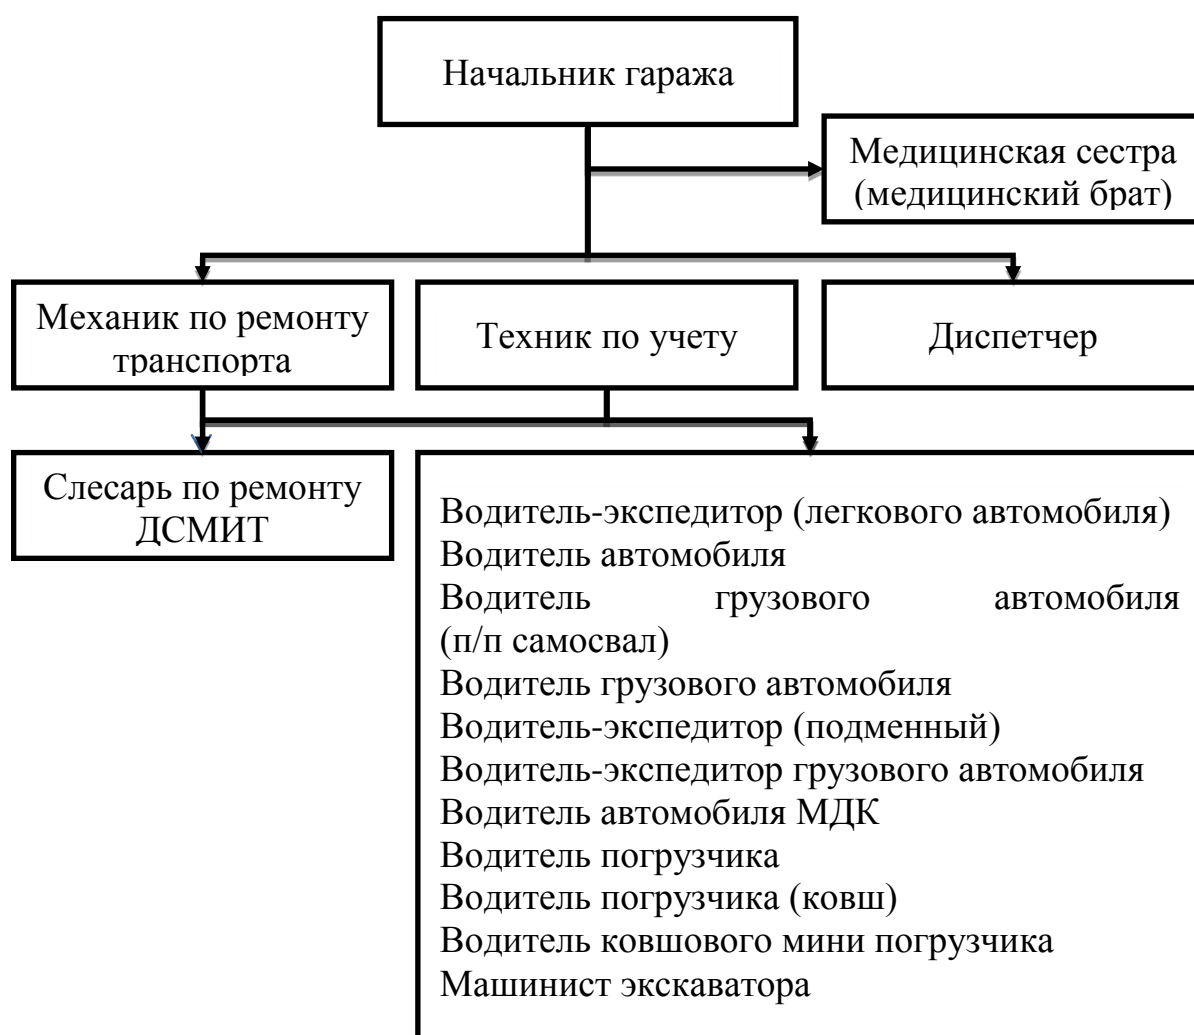 Начальник гаража
Медицинская сестра
(медицинский брат)
Механик по ремонту
транспорта
Техник по учету
Диспетчер
Слесарь по ремонту
ДСМИТ
Водитель-экспедитор (легкового автомобиля)
Водитель автомобиля
Водитель грузового автомобиля
(п/п самосвал)
Водитель грузового автомобиля
Водитель-экспедитор (подменный)
Водитель-экспедитор грузового автомобиля
Водитель автомобиля МДК
Водитель погрузчика
Водитель погрузчика (ковш)
Водитель ковшового мини погрузчика
Машинист экскаватора